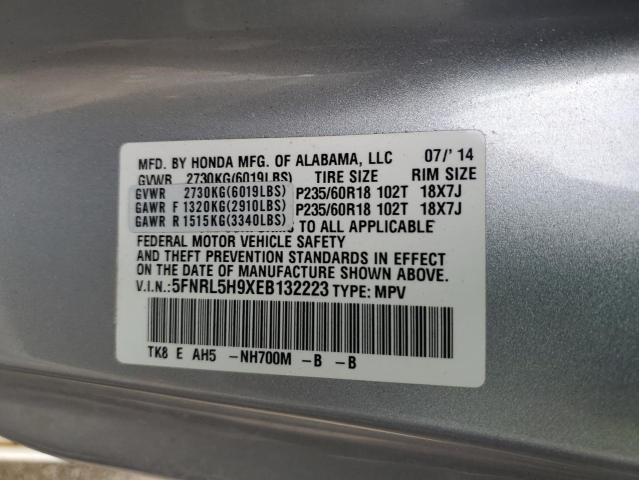 MFD. BY HONDA MFG. OF ALABAMA, LLC 07/'14
GVWR 2730KG(6019LBS) TIRE SIZE RIM SIZE
GVWR 2730KG(6019LBS) P235/60R18 102T 18X7J
GAWR F 1320KG(2910LBS) P235/60R18 102T 18X7J
GAWR R 1515KG(3340LBS)
TO ALL APPLICABLE
FEDERAL MOTOR VEHICLE SAFETY
AND THEFT PREVENTION STANDARDS IN EFFECT
ON THE DATE OF MANUFACTURE SHOWN ABOVE.
V.I.N.:5FNRL5H9XEB132223 TYPE: MPV
TK8 E AH5 -NH700M -B -B